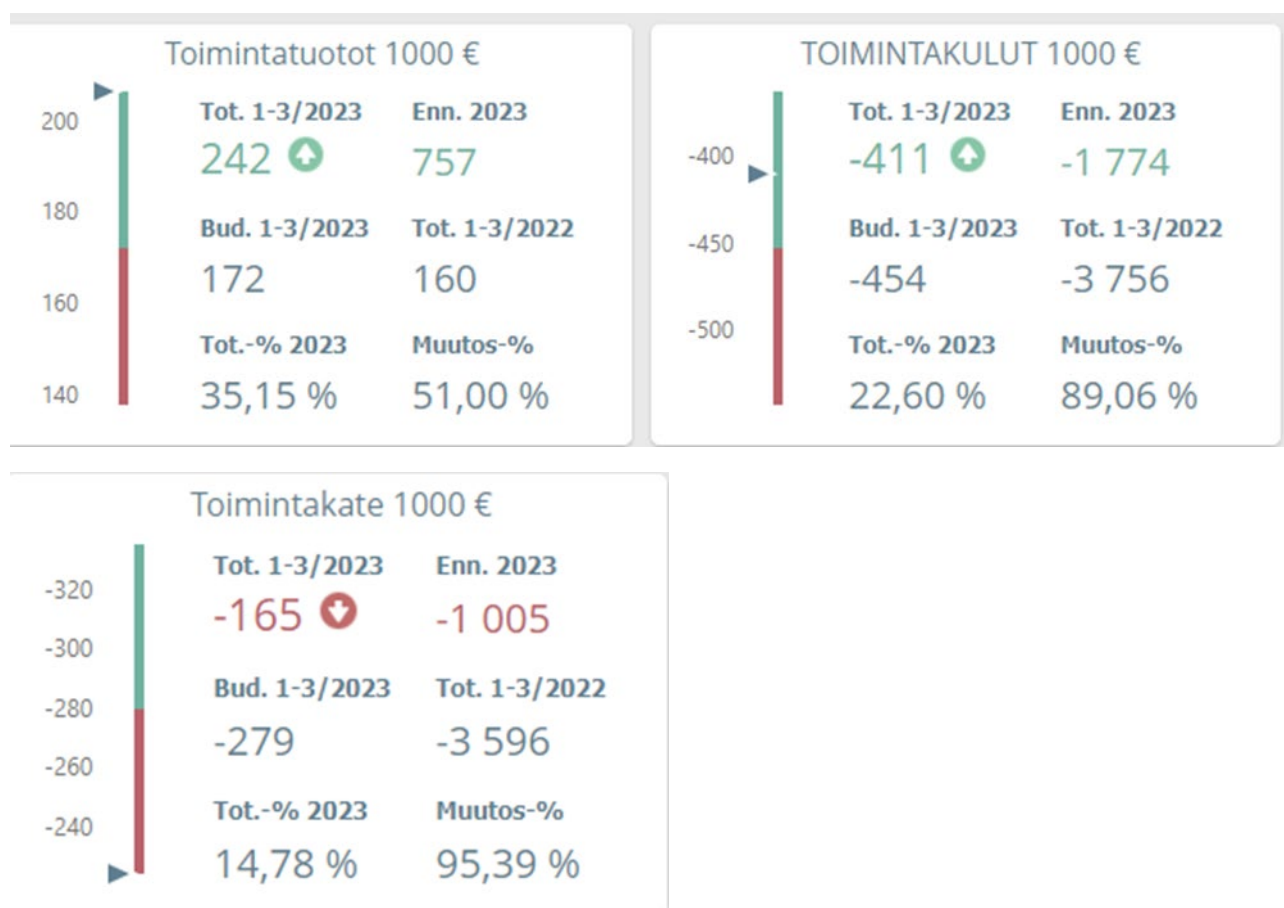 Toimintatuotot 1000 €
200
180
160
140
Tot. 1-3/2023 Enn. 2023
242 757
Bud. 1-3/2023 Tot. 1-3/2022
172 160
Tot.-% 2023 Muutos-%
35,15 % 51,00 %
TOIMINTAKULUT 1000 €
-400
-450
-500
Tot. 1-3/2023 Enn. 2023
-411 -1 774
Bud. 1-3/2023 Tot. 1-3/2022
-454 -3 756
Tot.-% 2023 Muutos-%
22,60 % 89,06 %
Toimintakate 1000 €
-320
-300
-280
-260
-240
Tot. 1-3/2023 Enn. 2023
-165 -1 005
Bud. 1-3/2023 Tot. 1-3/2022
-279 -3 596
Tot.-% 2023 Muutos-%
14,78 % 95,39 %